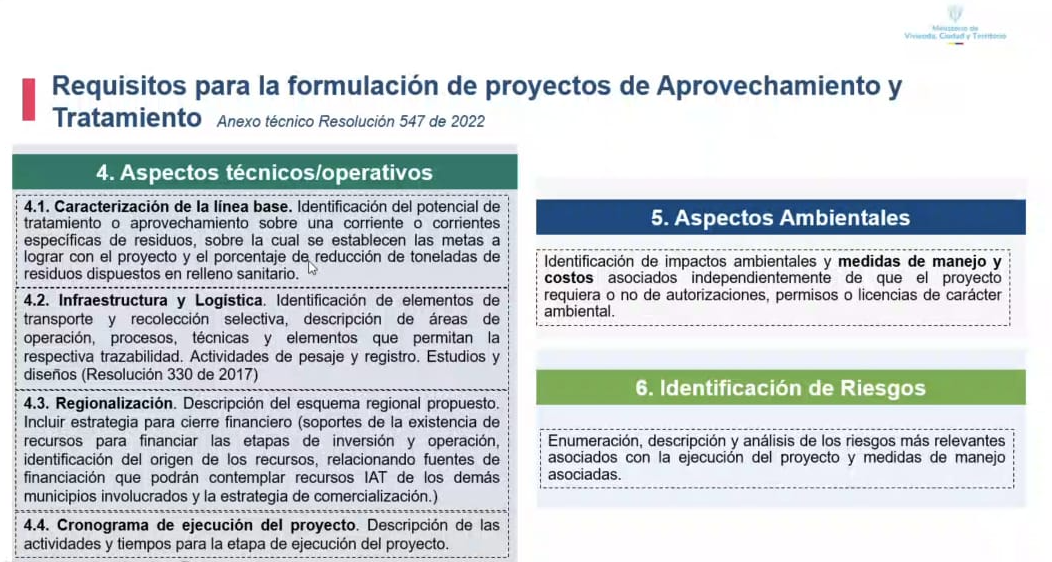 Ministerio de
Vivienda, Ciudad y Territorio
Requisitos para la formulación de proyectos de Aprovechamiento y
Tratamiento Anexo técnico Resolución 547 de 2022
4. Aspectos técnicos/operativos
4.1. Caracterización de la línea base. Identificación del potencial de
tratamiento o aprovechamiento sobre una corriente o corrientes
específicas de residuos, sobre la cual se establecen las metas a
lograr con el proyecto y el porcentaje de reducción de toneladas de
residuos dispuestos en relleno sanitario.
4.2. Infraestructura y Logística. Identificación de elementos de
transporte y recolección selectiva, descripción de áreas de
operación, procesos, técnicas y elementos que permitan la
respectiva trazabilidad. Actividades de pesaje y registro. Estudios y
diseños (Resolución 330 de 2017)
4.3. Regionalización. Descripción del esquema regional propuesto.
Incluir estrategia para cierre financiero (soportes de la existencia de
recursos para financiar las etapas de inversión y operación,
identificación del origen de los recursos, relacionando fuentes de
financiación que podrán contemplar recursos IAT de los demás
municipios involucrados y la estrategia de comercialización.)
4.4. Cronograma de ejecución del proyecto. Descripción de las
actividades y tiempos para la etapa de ejecución del proyecto.
5. Aspectos Ambientales
Identificación de impactos ambientales y medidas de manejo y
costos asociados independientemente de que el proyecto
requiera o no de autorizaciones, permisos o licencias de carácter
ambiental.
6. Identificación de Riesgos
Enumeración, descripción y análisis de los riesgos más relevantes
asociados con la ejecución del proyecto y medidas de manejo
asociadas.